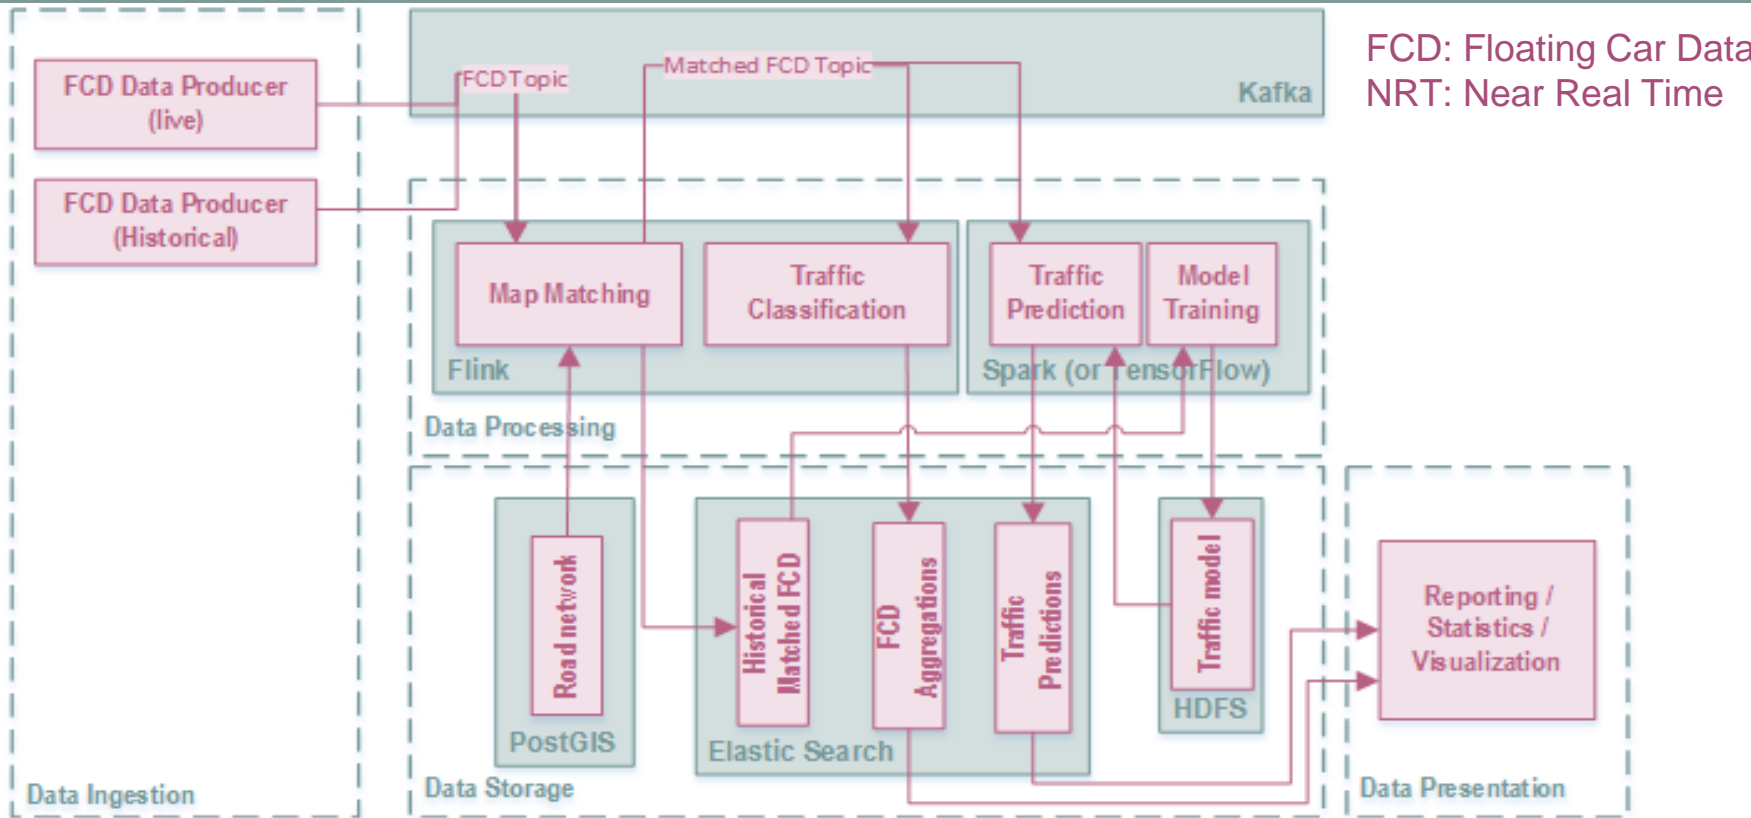 FCD: Floating Car Data
NRT: Near Real Time
FCD Data Producer
(live)
FCD Data Producer
(Historical)
Data Ingestion
FCD Topic
Matched FCD Topic
Kafka
Map Matching
Traffic
Classification
Flink
Traffic
Prediction
Model
Training
Spark (or TensorFlow)
Data Processing
Road network
PostGIS
Historical
Matched FCD
FCD
Aggregations
Traffic
Predictions
Elastic Search
Traffic model
HDFS
Data Storage
Reporting /
Statistics /
Visualization
Data Presentation